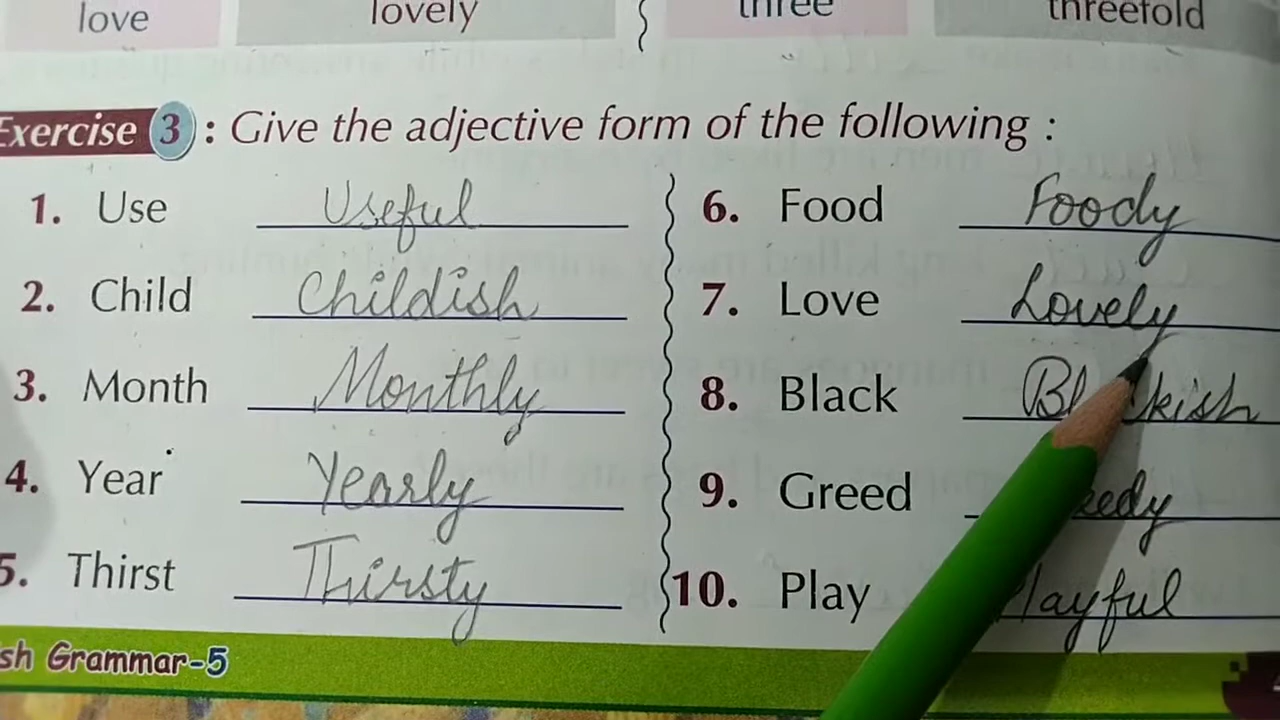 love lovely three threefold
Exercise 3 : Give the adjective form of the following :
1. Use Useful
2. Child Childish
3. Month Monthly
4. Year Yearly
5. Thirst Thirsty
6. Food Foody
7. Love Lovely
8. Black
9. Greed
10. Play Playful
sh Grammar-5